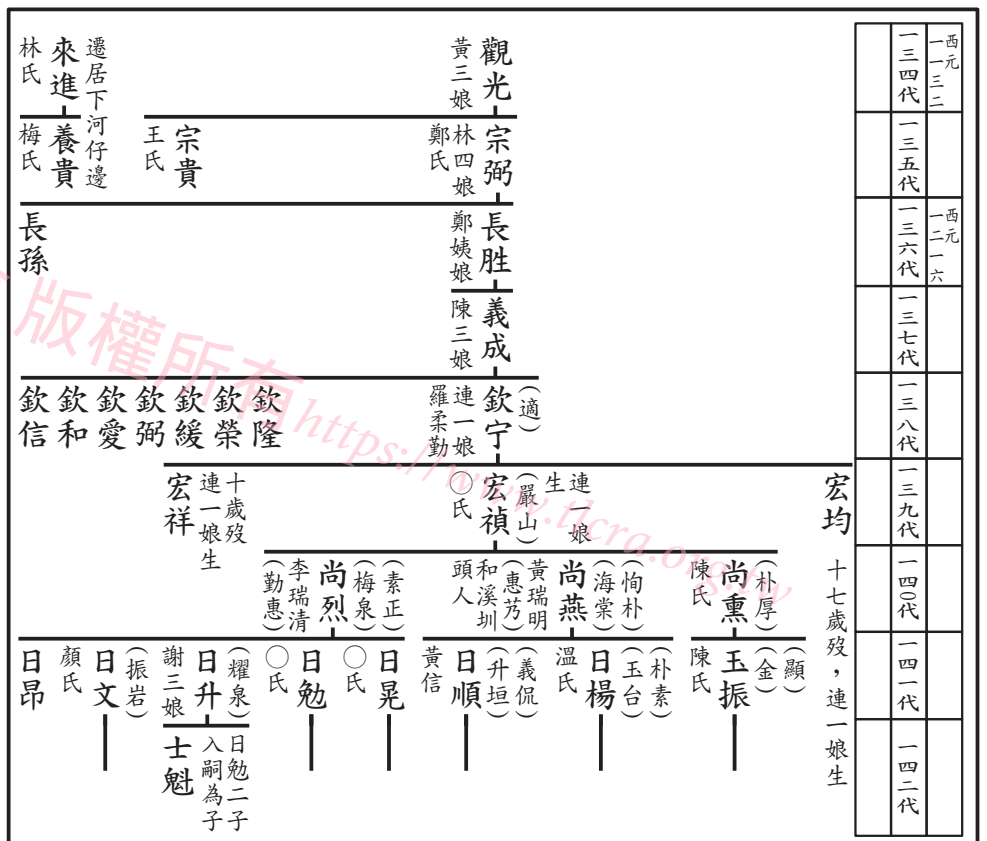 西元一一三二
西元一二一六
一三四代
一三五代
一三六代
一三七代
一三八代
一三九代
一四〇代
一四一代
一四二代
觀光
黃三娘
遷居下河仔邊
來進
林氏
宗弼
林四娘
鄭氏
宗貴
王氏
養貴
梅氏
長胜
鄭姨娘
長孫
義成
陳三娘
(適)
欽宁
連一娘
羅柔勤
欽隆
欽榮
欽緩
欽弼
欽愛
欽和
欽信
宏均
十七歲歿，連一娘生
連一娘
生
(嚴山)
宏禎
〇氏
十歲歿
連一娘生
宏祥
(朴厚)
尚熏
陳氏
(恂朴)
(海棠)
尚燕
黃瑞明
(惠艿)
和溪圳
頭人
(素正)
(梅泉)
尚烈
李瑞清
(勤惠)
(顯)
(金)
玉振
陳氏
(朴素)
(玉台)
日楊
溫氏
(義侃)
(升垣)
日順
黃信
日晃
〇氏
日勉
〇氏
(耀泉)
日升
謝三娘
(振岩)
日文
顏氏
日昂
日勉二子
入嗣為子
士魁
版權所有 https://www.tlcra.org.tw